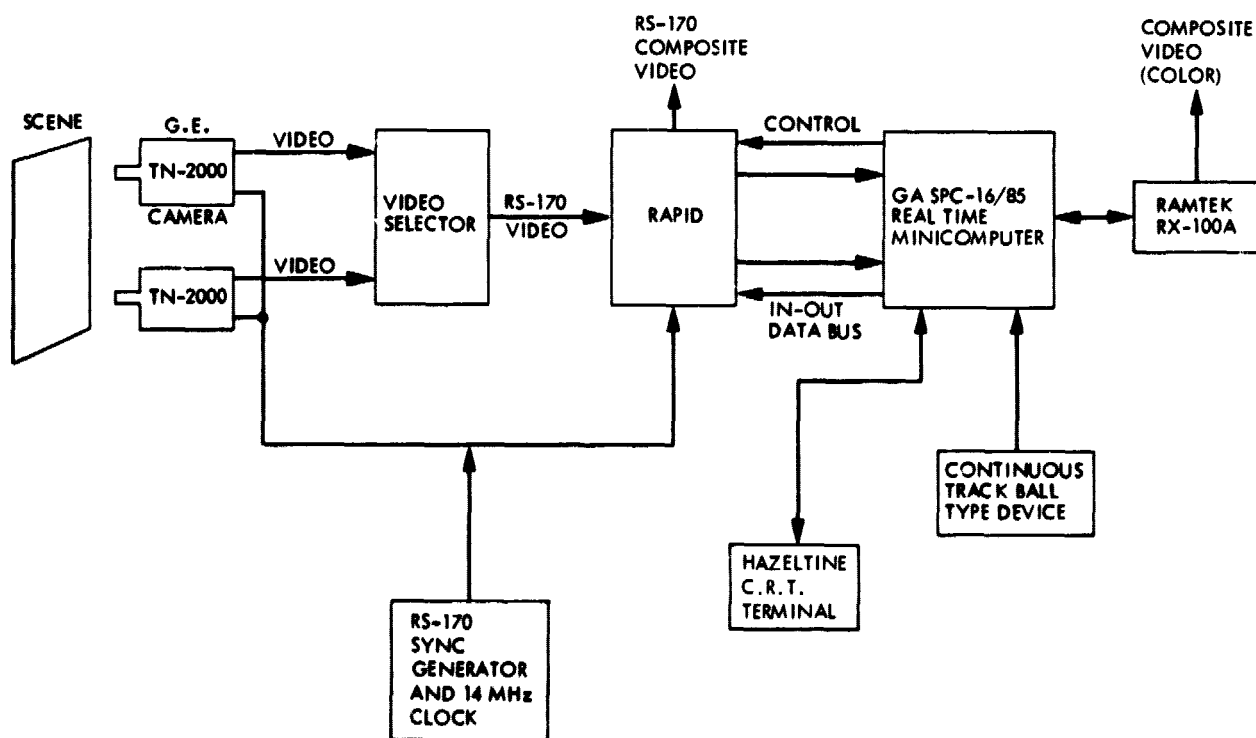 RS-170
COMPOSITE
VIDEO
COMPOSITE
VIDEO
(COLOR)
SCENE
G.E.
TN-2000
CAMERA
VIDEO
TN-2000
VIDEO
VIDEO
SELECTOR
RS-170
VIDEO
RAPID
CONTROL
IN-OUT
DATA BUS
GA SPC-16/85
REAL TIME
MINICOMPUTER
RAMTEK
RX-100A
CONTINUOUS
TRACK BALL
TYPE DEVICE
HAZELTINE
C.R.T.
TERMINAL
RS-170
SYNC
GENERATOR
AND 14 MHz
CLOCK